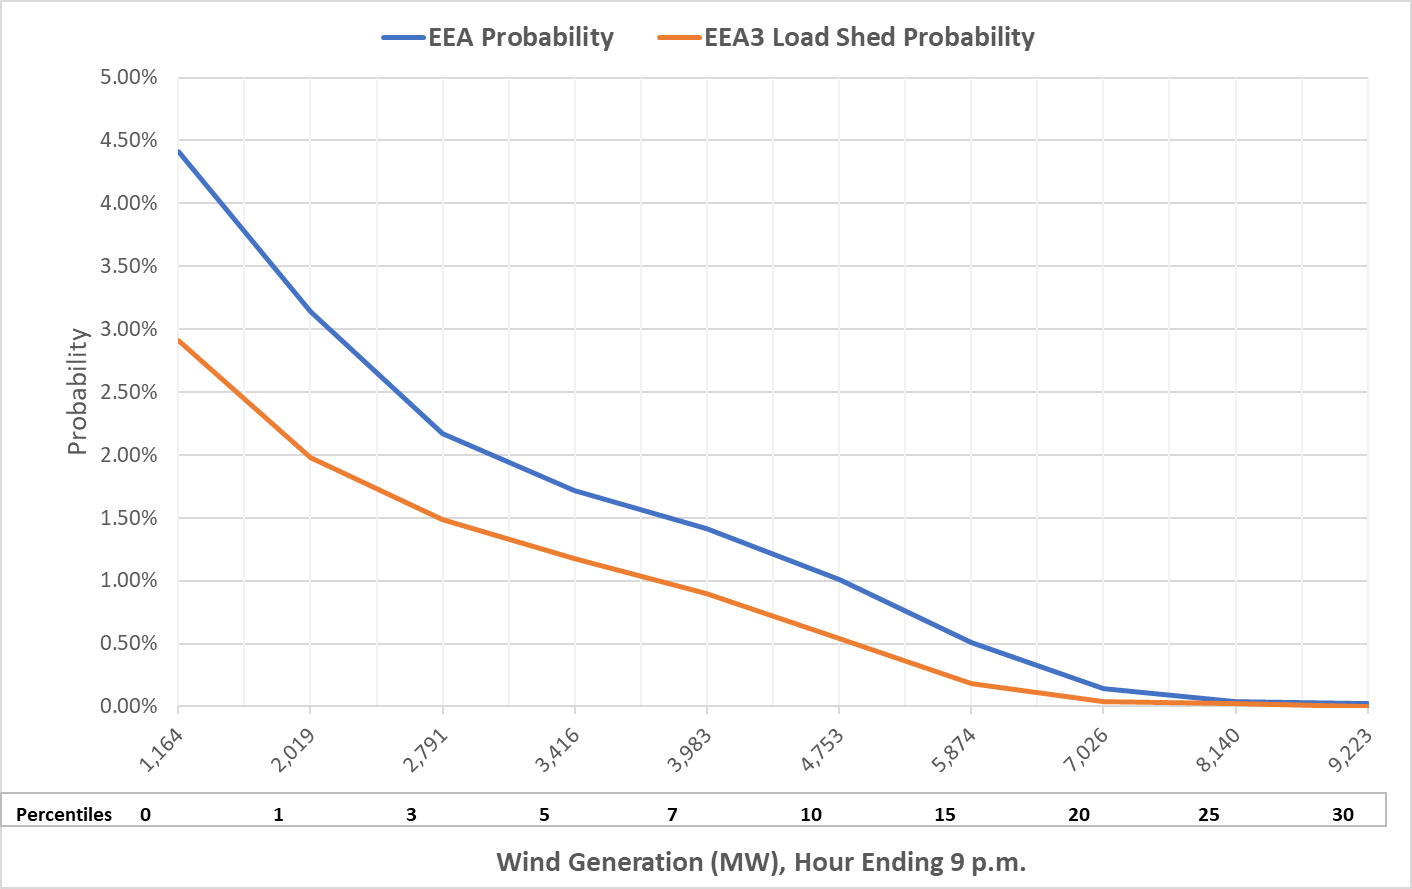 EEA Probability EEA3 Load Shed Probability
5.00%
4.50%
4.00%
3.50%
3.00%
2.50%
2.00%
1.50%
1.00%
0.50%
0.00%
Probability
1,164 2,019 2,791 3,416 3,983 4,753 5,874 7,026 8,140 9,223
Percentiles 0 1 3 5 7 10 15 20 25 30
Wind Generation (MW), Hour Ending 9 p.m.